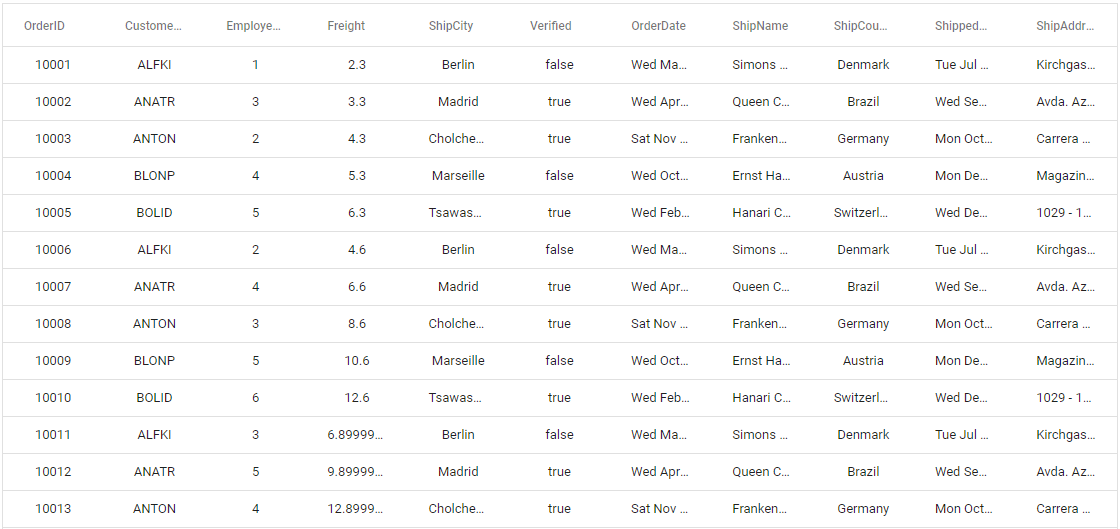 OrderID Custome... Employe... Freight ShipCity Verified OrderDate ShipName ShipCou... Shipped... ShipAddr...
10001 ALFKI 1 2.3 Berlin false Wed Ma... Simons ... Denmark Tue Jul ... Kirchgas...
10002 ANATR 3 3.3 Madrid true Wed Apr... Queen C... Brazil Wed Se... Avda. Az...
10003 ANTON 2 4.3 Cholche... true Sat Nov ... Franken... Germany Mon Oct... Carrera ...
10004 BLONP 4 5.3 Marseille false Wed Oct... Ernst Ha... Austria Mon De... Magazin...
10005 BOLID 5 6.3 Tsawas... true Wed Feb... Hanari C... Switzerl... Wed De... 1029 - 1...
10006 ALFKI 2 4.6 Berlin false Wed Ma... Simons ... Denmark Tue Jul ... Kirchgas...
10007 ANATR 4 6.6 Madrid true Wed Apr... Queen C... Brazil Wed Se... Avda. Az...
10008 ANTON 3 8.6 Cholche... true Sat Nov ... Franken... Germany Mon Oct... Carrera ...
10009 BLONP 5 10.6 Marseille false Wed Oct... Ernst Ha... Austria Mon De... Magazin...
10010 BOLID 6 12.6 Tsawas... true Wed Feb... Hanari C... Switzerl... Wed De... 1029 - 1...
10011 ALFKI 3 6.89999... Berlin false Wed Ma... Simons ... Denmark Tue Jul ... Kirchgas...
10012 ANATR 5 9.89999... Madrid true Wed Apr... Queen C... Brazil Wed Se... Avda. Az...
10013 ANTON 4 12.8999... Cholche... true Sat Nov ... Franken... Germany Mon Oct... Carrera ...